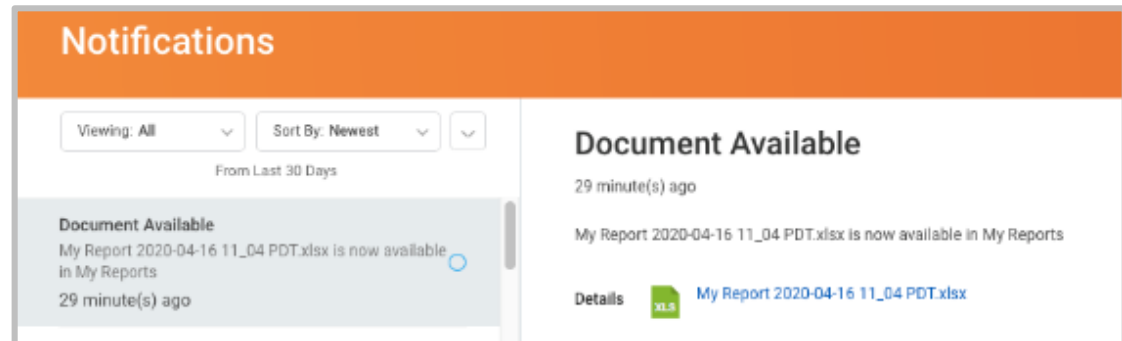 Notifications
Viewing: All
Sort By: Newest
From Last 30 Days
Document Available
My Report 2020-04-16 11_04 PDT.xlsx is now available
in My Reports
29 minute(s) ago
Document Available
29 minute(s) ago
My Report 2020-04-16 11_04 PDT.xlsx is now available in My Reports
Details
XLS
My Report 2020-04-16 11_04 PDT.xlsx